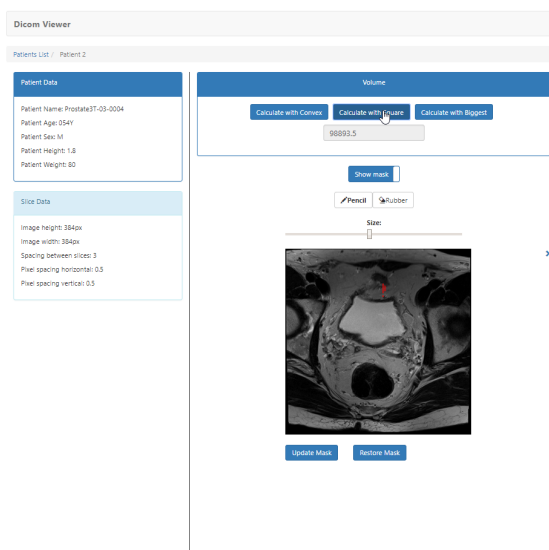 Dicom Viewer
Patients List / Patient 2
Patient Data
Patient Name: Prostate3T-03-0004
Patient Age: 054Y
Patient Sex: M
Patient Height: 1.8
Patient Weight: 80
Slice Data
Image height: 384px
Image width: 384px
Spacing between slices: 3
Pixel spacing horizontal: 0.5
Pixel spacing vertical: 0.5
Volume
Calculate with Convex Calculate with Square Calculate with Biggest
98893.5
Show mask
Pencil Rubber
Size:
Update Mask Restore Mask